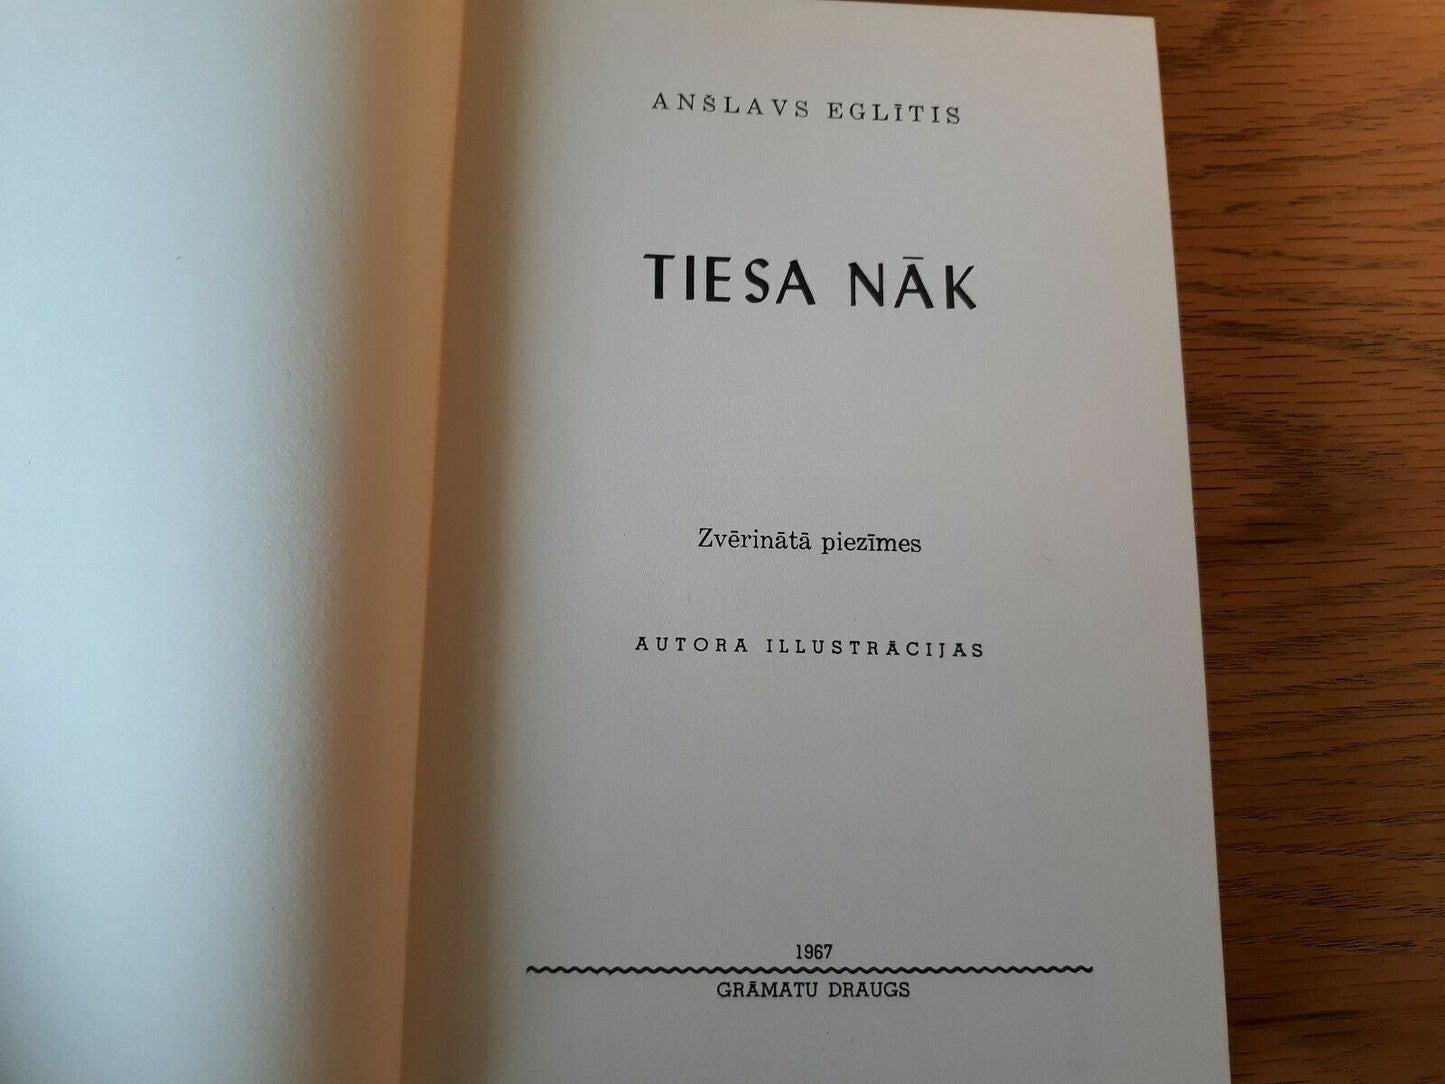 ANŠLAVS EGLĪTIS
TIESA NĀK
Zvērinātā piezīmes
AUTORA ILLUSTRĀCIJAS
1967
GRĀMATU DRAUGS